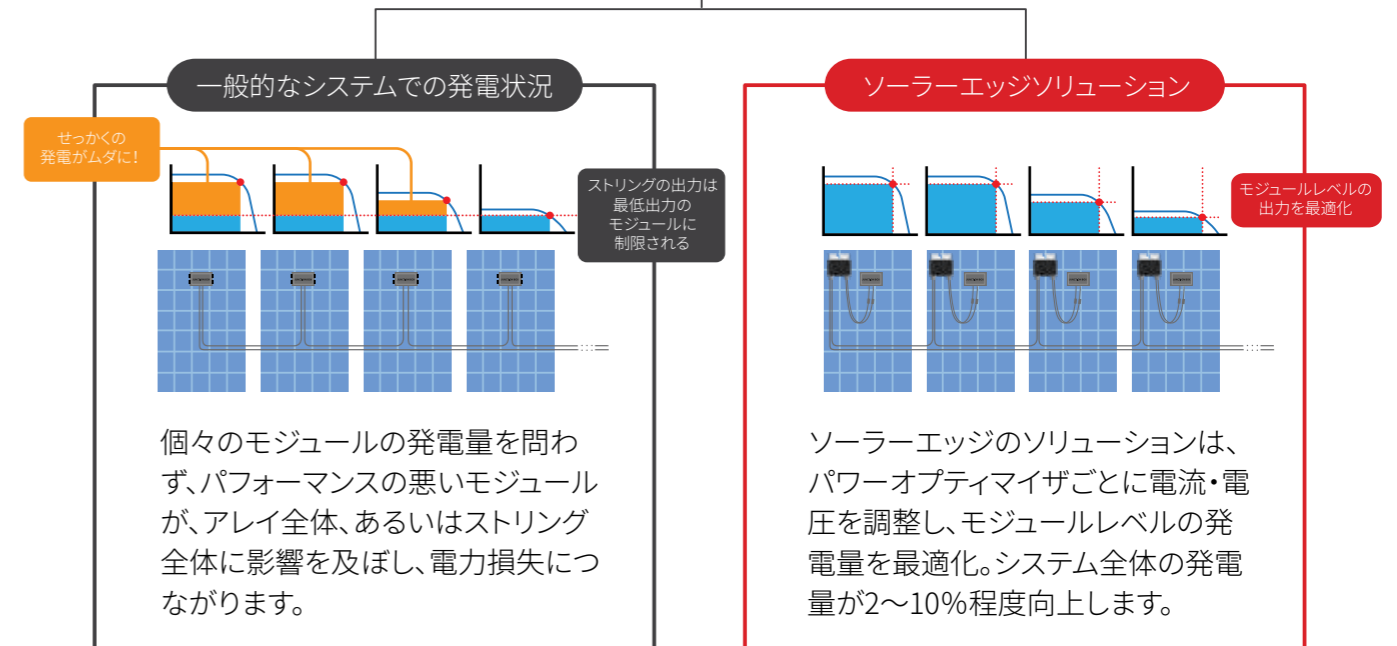 一般的なシステムでの発電状況
せっかくの
発電がムダに!
ストリングの出力は
最低出力の
モジュールに
制限される
個々のモジュールの発電量を問わ
ず、パフォーマンスの悪いモジュール
が、アレイ全体、あるいはストリング
全体に影響を及ぼし、電力損失につ
ながります。
ソーラーエッジソリューション
モジュールレベルの
出力を最適化
ソーラーエッジのソリューションは、
パワーオプティマイザごとに電流・電
圧を調整し、モジュールレベルの発
電量を最適化。システム全体の発電
量が2～10%程度向上します。